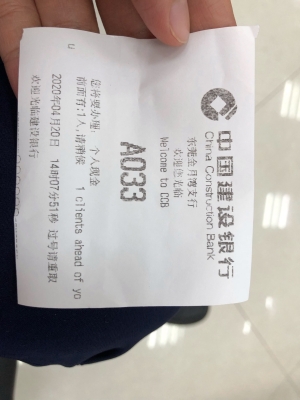 中国建设银行
China Construction Bank
东莞金月湾支行
欢迎您光临
Welcome to CCB
A033
您待要办理: 个人现金
前面有:1人,请稍侯 1 clients ahead of yo
u
2020年04月20日 14时07分51秒 过号请重取
欢迎光临建设银行